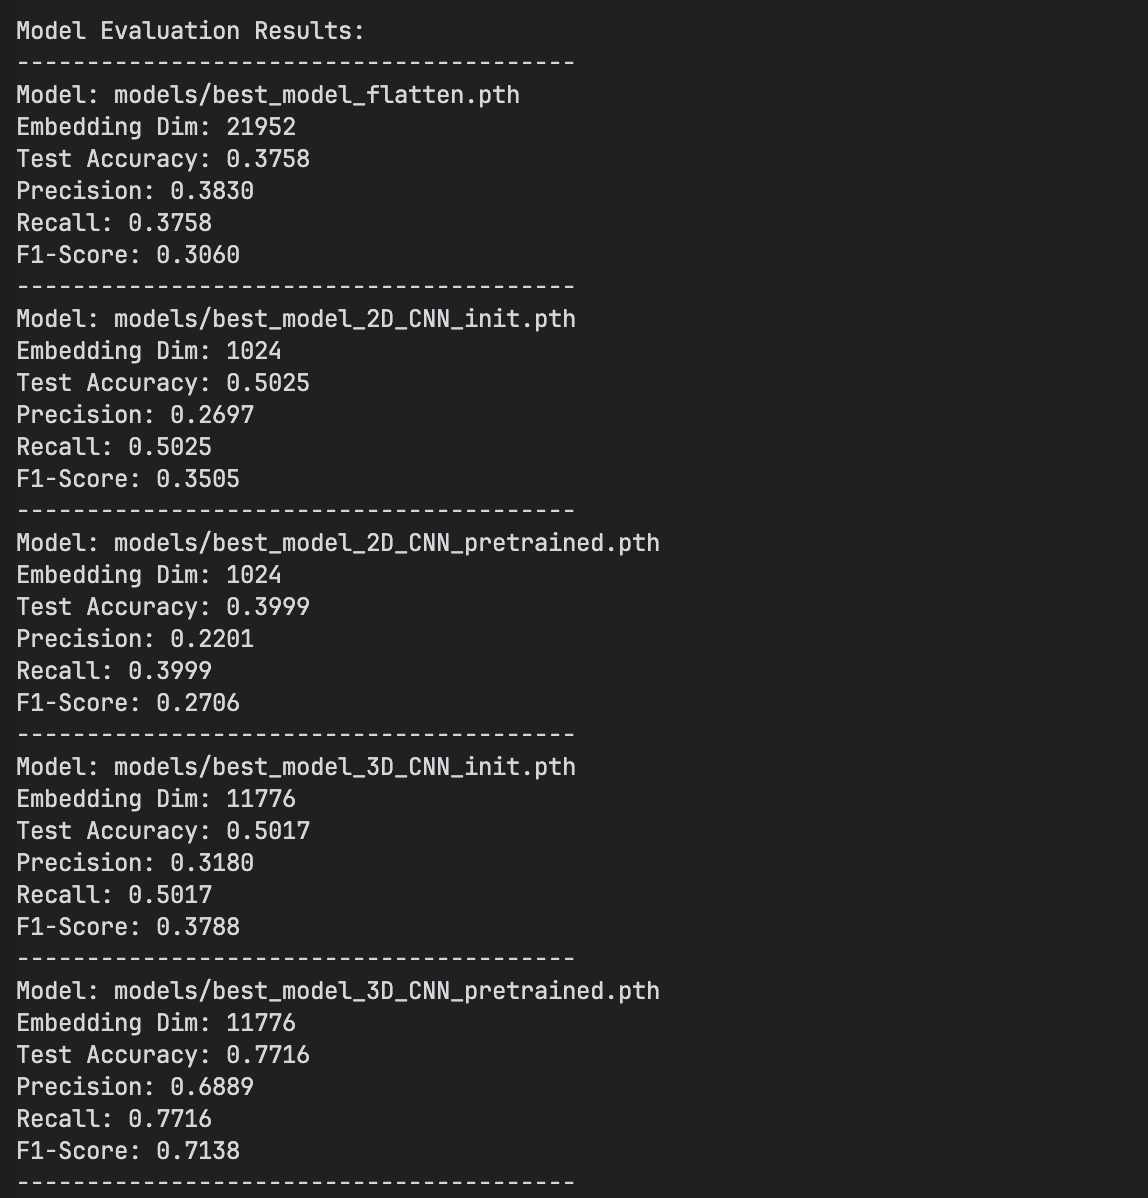 Model Evaluation Results:
----------------------------------------
Model: models/best_model_flatten.pth
Embedding Dim: 21952
Test Accuracy: 0.3758
Precision: 0.3830
Recall: 0.3758
F1-Score: 0.3060
----------------------------------------
Model: models/best_model_2D_CNN_init.pth
Embedding Dim: 1024
Test Accuracy: 0.5025
Precision: 0.2697
Recall: 0.5025
F1-Score: 0.3505
----------------------------------------
Model: models/best_model_2D_CNN_pretrained.pth
Embedding Dim: 1024
Test Accuracy: 0.3999
Precision: 0.2201
Recall: 0.3999
F1-Score: 0.2706
----------------------------------------
Model: models/best_model_3D_CNN_init.pth
Embedding Dim: 11776
Test Accuracy: 0.5017
Precision: 0.3180
Recall: 0.5017
F1-Score: 0.3788
----------------------------------------
Model: models/best_model_3D_CNN_pretrained.pth
Embedding Dim: 11776
Test Accuracy: 0.7716
Precision: 0.6889
Recall: 0.7716
F1-Score: 0.7138
----------------------------------------